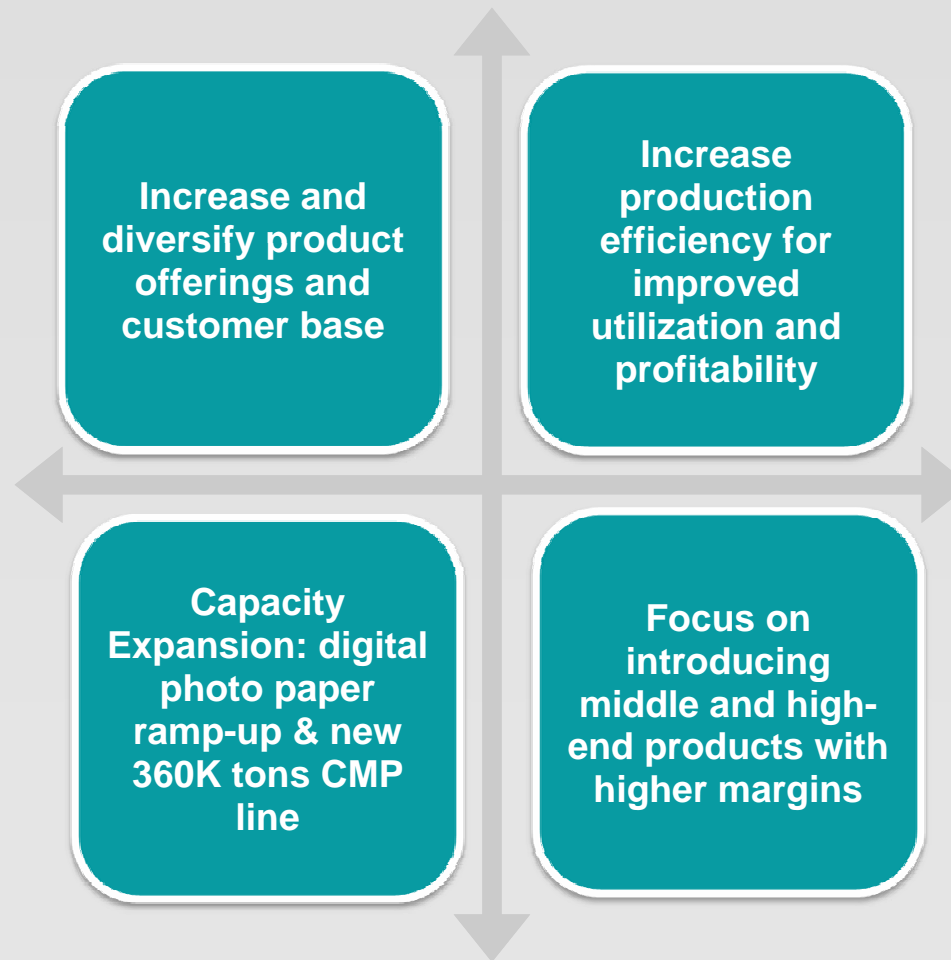 Increase and
diversify product
offerings and
customer base
Increase
production
efficiency for
improved
utilization and
profitability
Capacity
Expansion: digital
photo paper
ramp-up & new
360K tons CMP
line
Focus on
introducing
middle and high-
end products with
higher margins